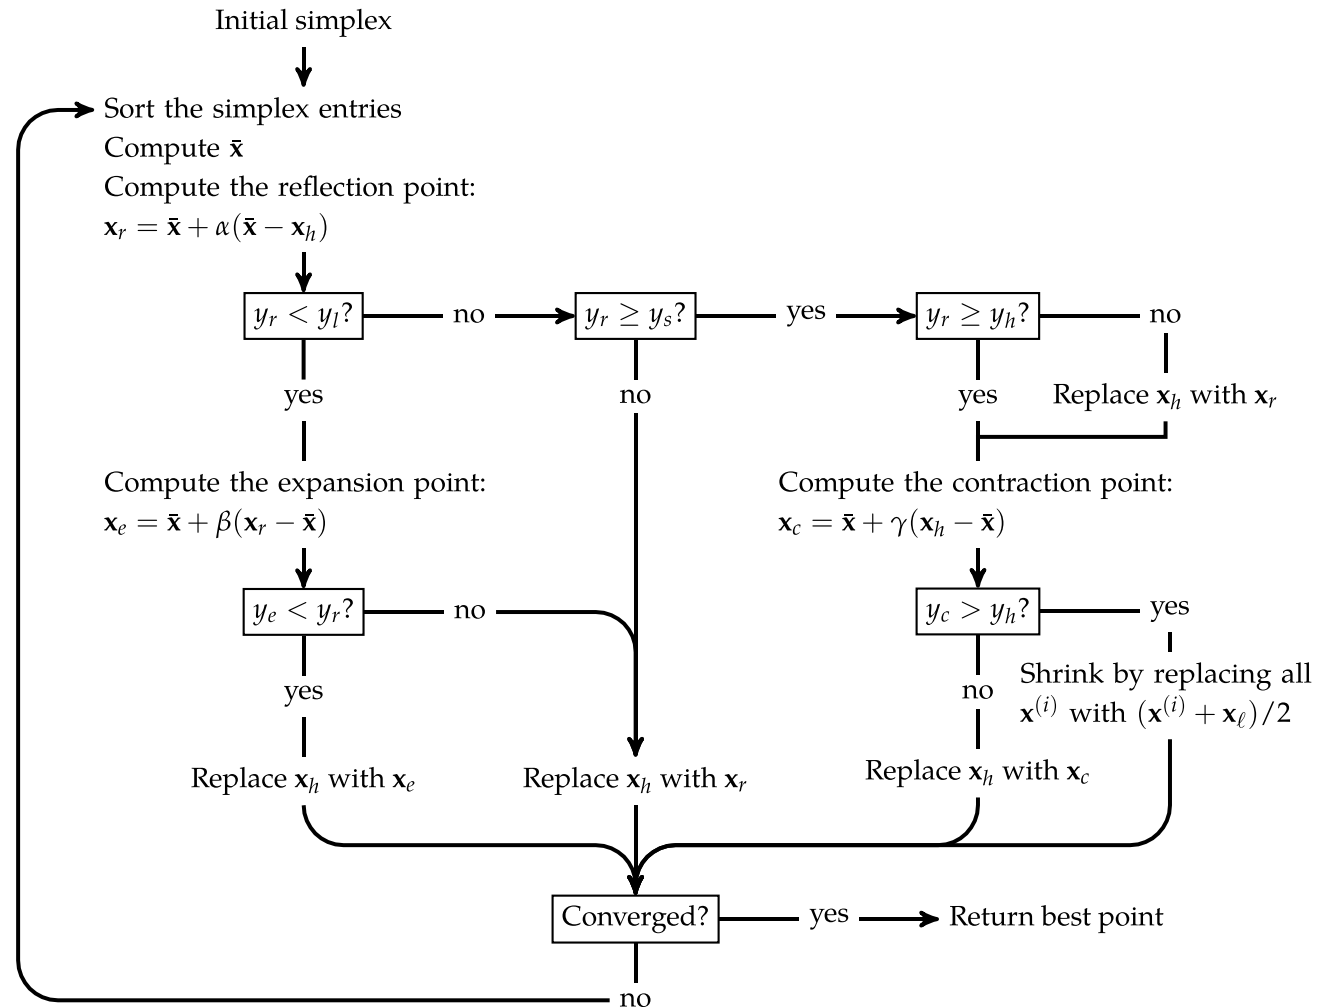 Initial simplex
Sort the simplex entries
Compute x̄
Compute the reflection point:
xᵣ = x̄ + α(x̄ − xₕ)
yᵣ < yₗ?
no
yᵣ ≥ yₛ?
yes
yᵣ ≥ yₕ?
no
yes
no
yes
Replace xₕ with xᵣ
Compute the expansion point:
xₑ = x̄ + β(xᵣ − x̄)
Compute the contraction point:
x_c = x̄ + γ(xₕ − x̄)
yₑ < yᵣ?
no
y_c > yₕ?
yes
yes
no
Shrink by replacing all
x⁽ⁱ⁾ with (x⁽ⁱ⁾ + x_ℓ)/2
Replace xₕ with xₑ
Replace xₕ with xᵣ
Replace xₕ with x_c
Converged?
yes
Return best point
no